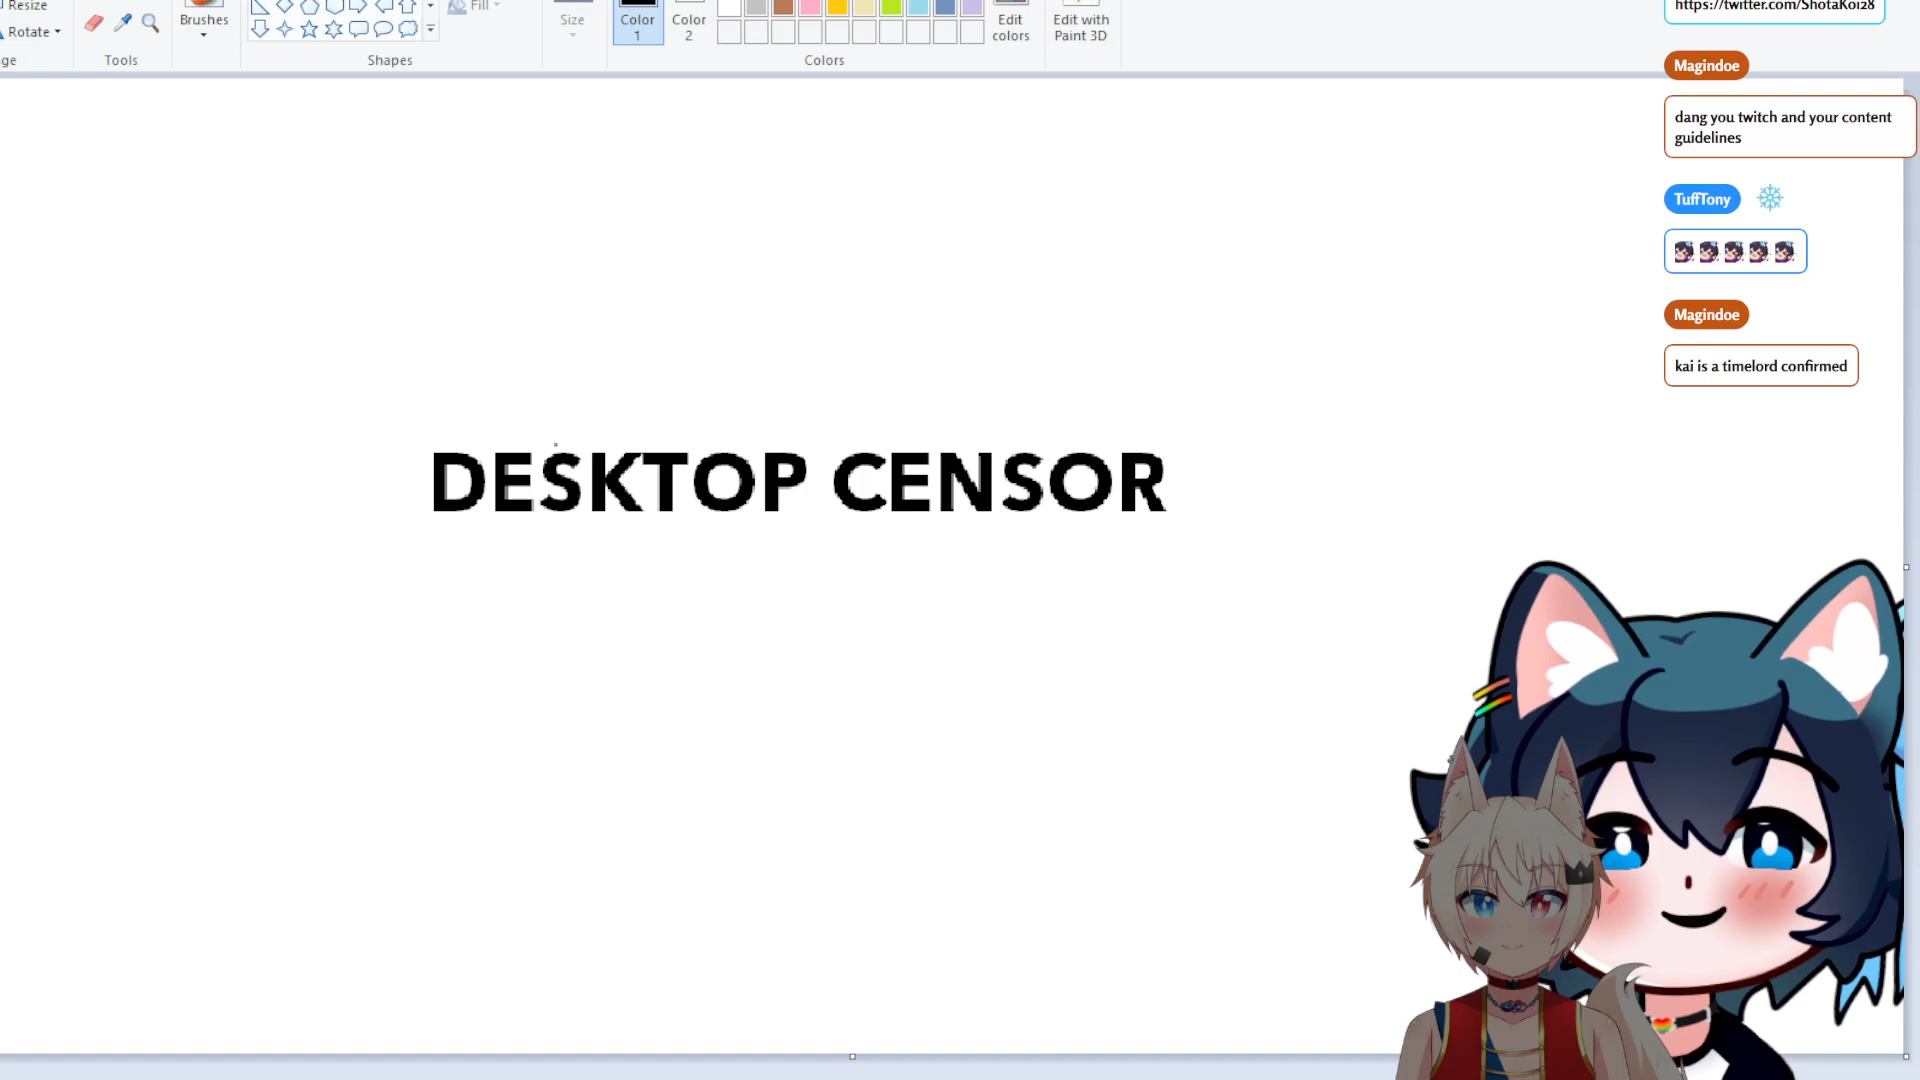 Resize
Rotate
ge
Tools
Brushes
Shapes
Fill
Size
Color
1
Color
2
Colors
Edit
colors
Edit with
Paint 3D
DESKTOP CENSOR
https://twitter.com/ShotaKoi28
Magindoe
dang you twitch and your content
guidelines
TuffTony
Magindoe
kai is a timelord confirmed